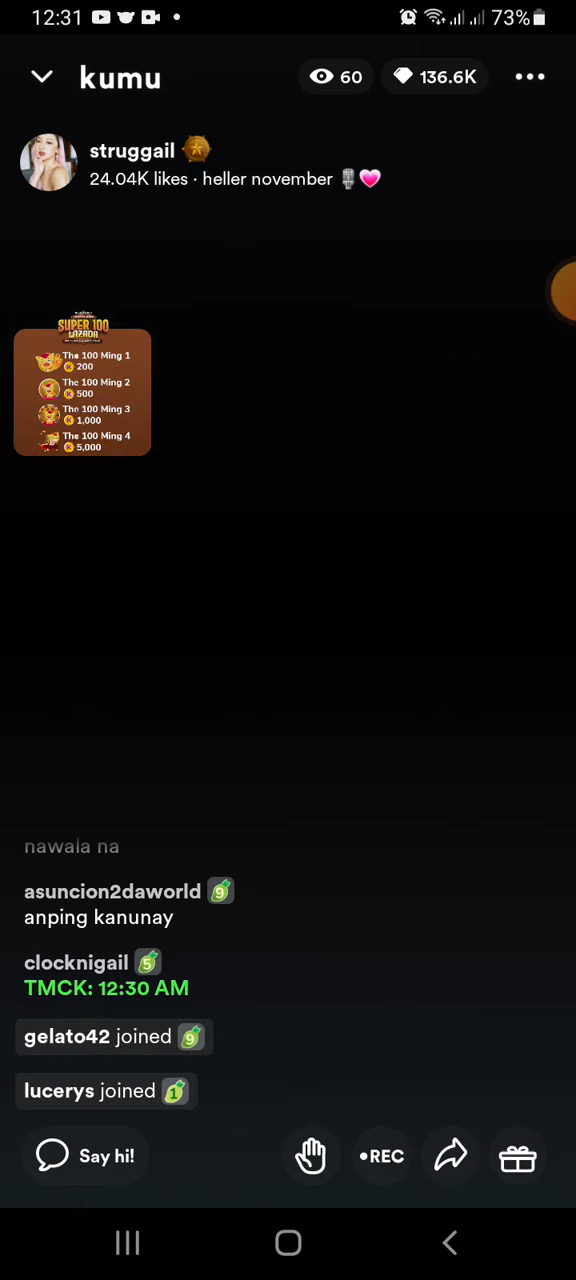 12:31 73%
kumu 60 136.6K
struggail
24.04K likes · heller november
SUPER 100
LAZADA
The 100 Ming 1
200
The 100 Ming 2
500
The 100 Ming 3
1,000
The 100 Ming 4
5,000
nawala na
asuncion2daworld 9
anping kanunay
clocknigail 5
TMCK: 12:30 AM
gelato42 joined 9
lucerys joined 1
Say hi! •REC